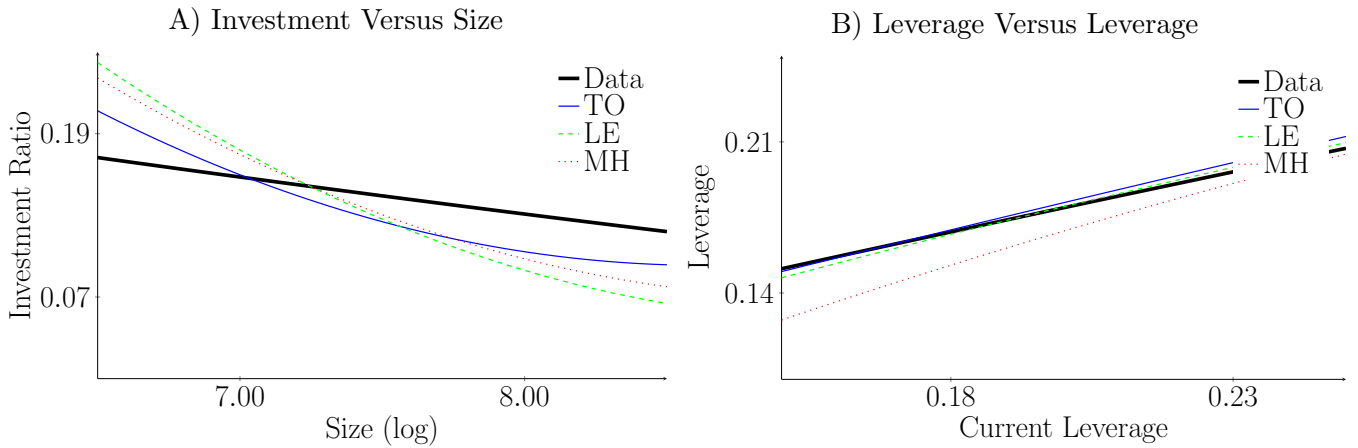 A) Investment Versus Size
Data
TO
LE
MH
0.19
0.07
Investment Ratio
7.00
8.00
Size (log)
B) Leverage Versus Leverage
Data
TO
LE
MH
0.21
0.14
Leverage
0.18
0.23
Current Leverage